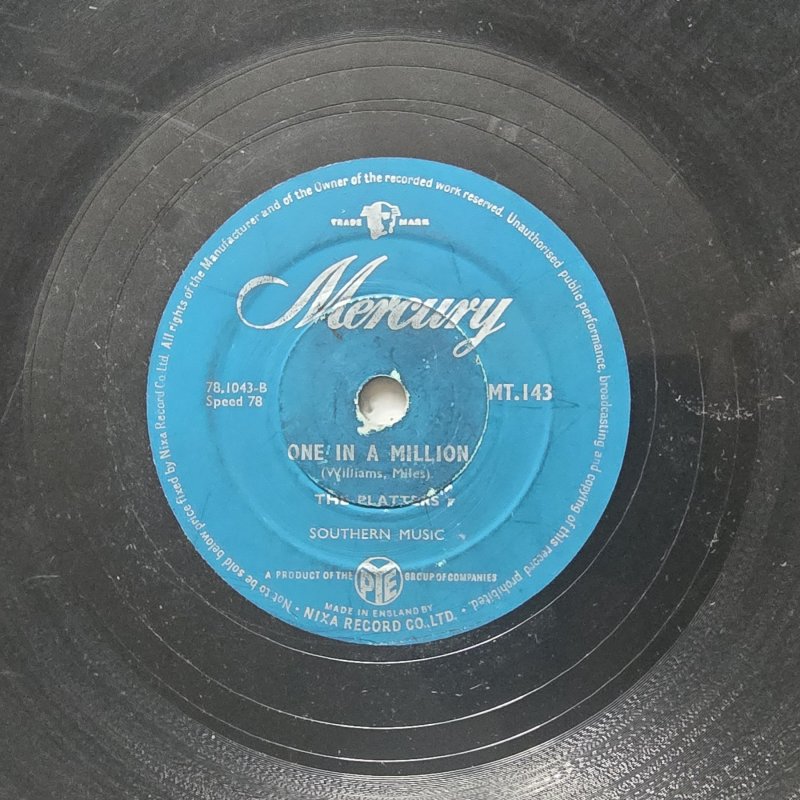 Not to be sold below price fixed by Nixa Record Co Ltd. All rights of the Manufacturer and of the Owner of the recorded work reserved. Unauthorised public performance, broadcasting and copying of this record prohibited.
TRADE MARK
Mercury
78.1043-B
Speed 78
MT.143
ONE IN A MILLION
(Williams, Miles)
THE PLATTERS
SOUTHERN MUSIC
A PRODUCT OF THE PYE GROUP OF COMPANIES
MADE IN ENGLAND BY
• NIXA RECORD CO., LTD. •